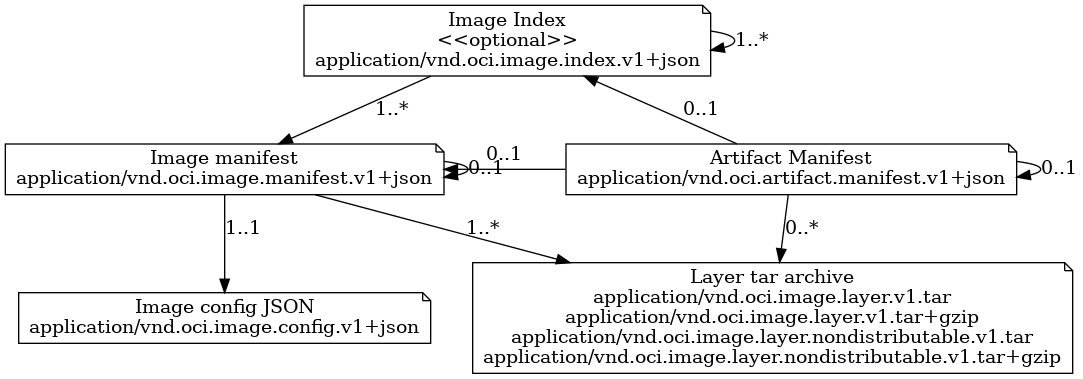 Image Index
<<optional>>
application/vnd.oci.image.index.v1+json
1..*
1..*
0..1
Image manifest
application/vnd.oci.image.manifest.v1+json
0..1
0..1
Artifact Manifest
application/vnd.oci.artifact.manifest.v1+json
0..1
1..1
1..*
0..*
Image config JSON
application/vnd.oci.image.config.v1+json
Layer tar archive
application/vnd.oci.image.layer.v1.tar
application/vnd.oci.image.layer.v1.tar+gzip
application/vnd.oci.image.layer.nondistributable.v1.tar
application/vnd.oci.image.layer.nondistributable.v1.tar+gzip